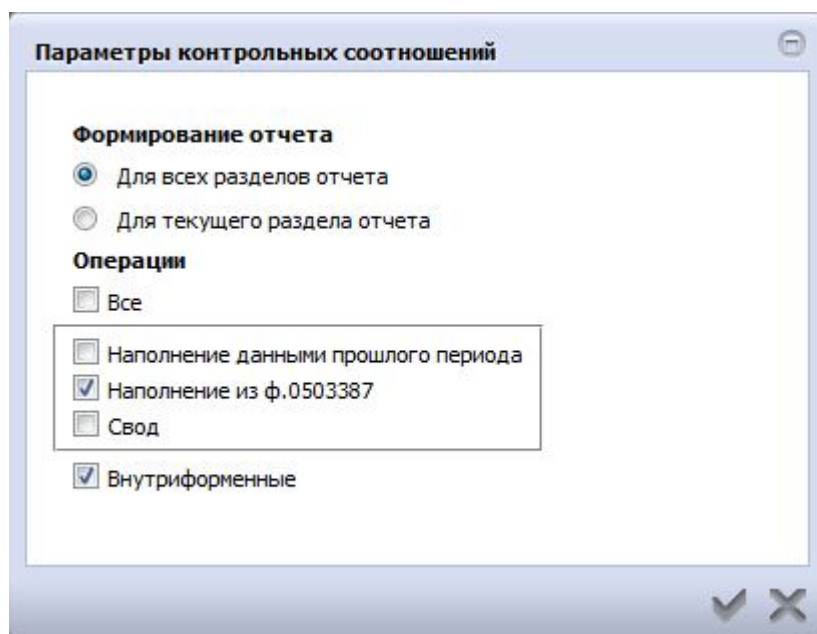 Параметры контрольных соотношений
Формирование отчета
Для всех разделов отчета
Для текущего раздела отчета
Операции
Все
Наполнение данными прошлого периода
Наполнение из ф.0503387
Свод
Внутриформенные